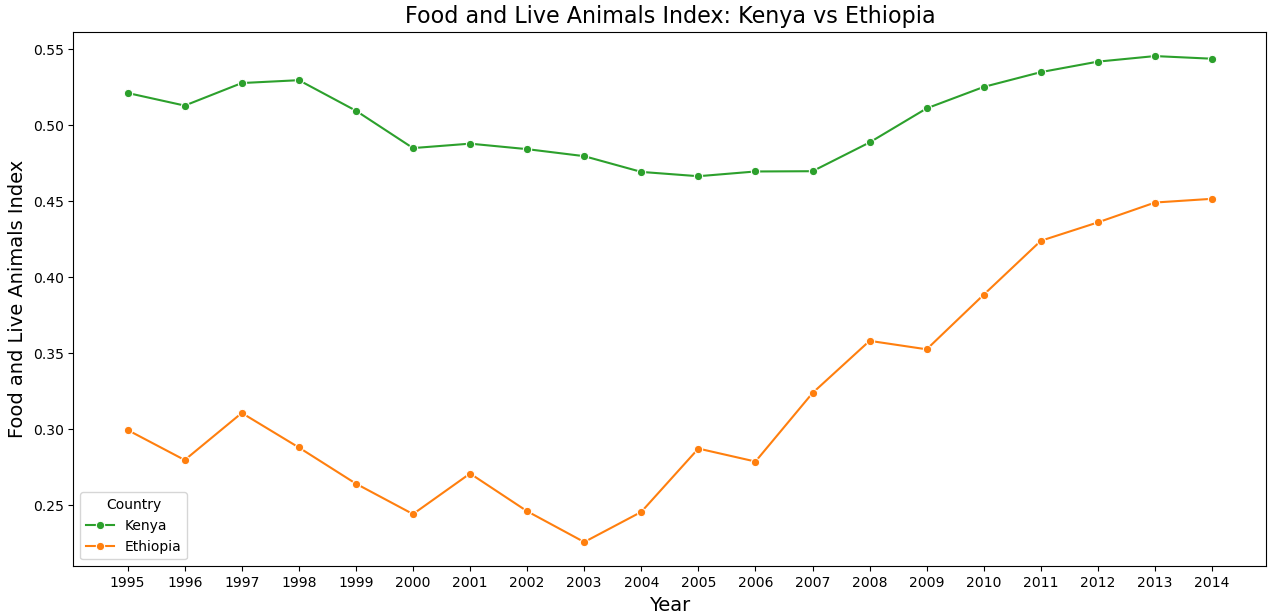 Food and Live Animals Index: Kenya vs Ethiopia
Food and Live Animals Index
0.55
0.50
0.45
0.40
0.35
0.30
0.25
Country
Kenya
Ethiopia
1995 1996 1997 1998 1999 2000 2001 2002 2003 2004 2005 2006 2007 2008 2009 2010 2011 2012 2013 2014
Year